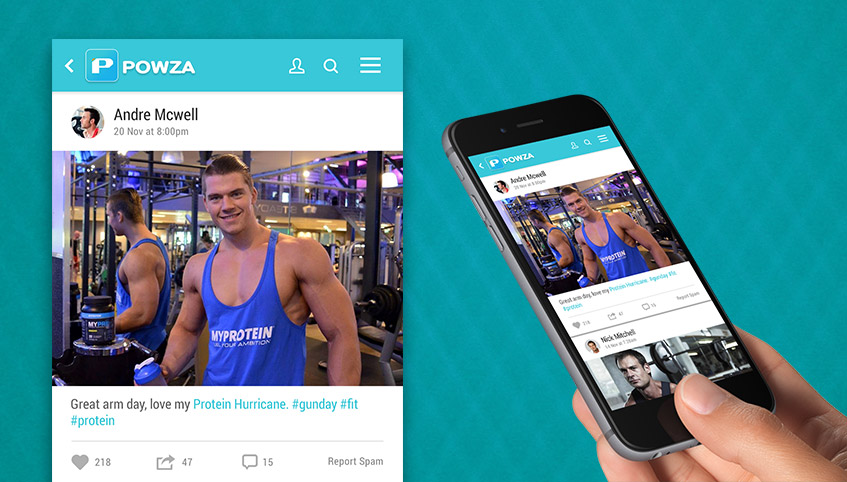 P POWZA
Andre Mcwell
20 Nov at 8:00pm
MYPROTEIN
FUEL YOUR AMBITION
MYPRO
Great arm day, love my Protein Hurricane. #gunday #fit
#protein
218
47
15
Report Spam
P POWZA
Andre Mcwell
20 Nov at 8:00pm
MYPROTEIN
Great arm day, love my Protein Hurricane. #gunday #fit
#protein
218
47
15
Report Spam
Nick Mitchell